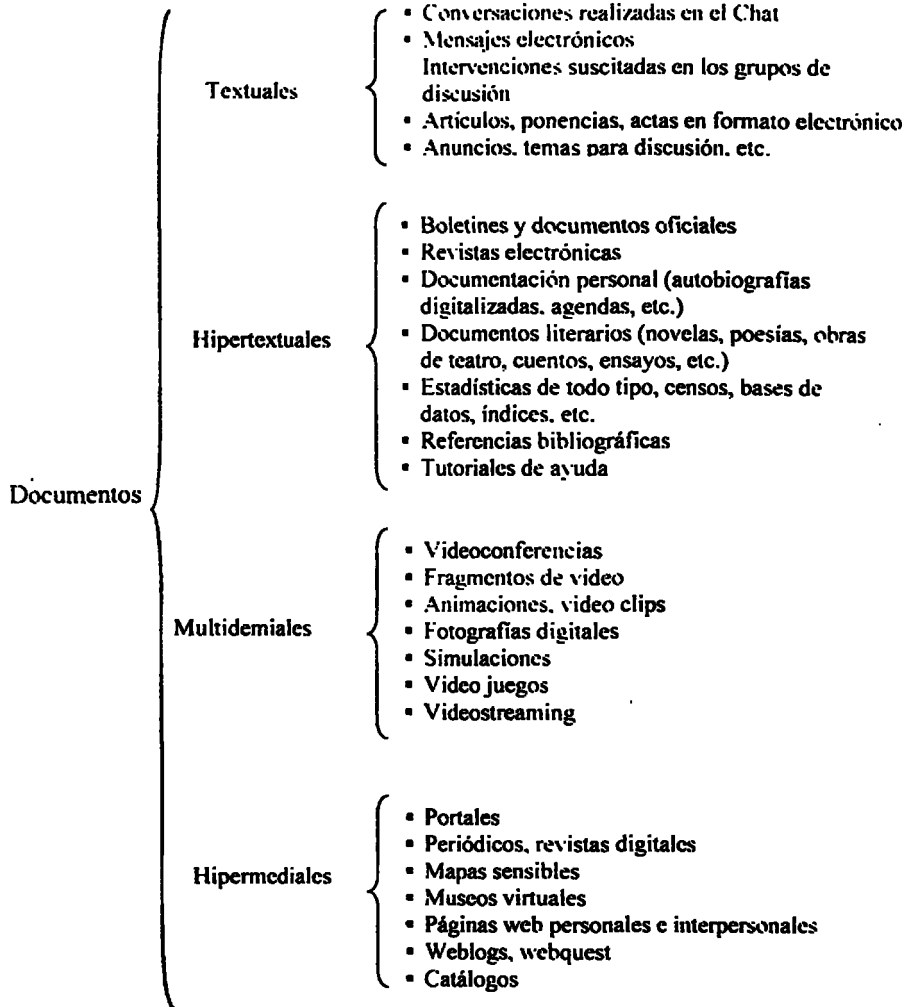 ▪ Conversaciones realizadas en el Chat
▪ Mensajes electrónicos
Intervenciones suscitadas en los grupos de
discusión
▪ Artículos, ponencias, actas en formato electrónico
▪ Anuncios. temas para discusión. etc.
Textuales
▪ Boletines y documentos oficiales
▪ Revistas electrónicas
▪ Documentación personal (autobiografías
digitalizadas. agendas, etc.)
▪ Documentos literarios (novelas, poesías, obras
de teatro, cuentos, ensayos, etc.)
▪ Estadísticas de todo tipo, censos, bases de
datos, índices. etc.
▪ Referencias bibliográficas
▪ Tutoriales de ayuda
Hipertextuales
Documentos
▪ Videoconferencias
▪ Fragmentos de video
▪ Animaciones. video clips
▪ Fotografías digitales
▪ Simulaciones
▪ Video juegos
▪ Videostreaming
Multidemiales
▪ Portales
▪ Periódicos, revistas digitales
▪ Mapas sensibles
▪ Museos virtuales
▪ Páginas web personales e interpersonales
▪ Weblogs, webquest
▪ Catálogos
Hipermediales